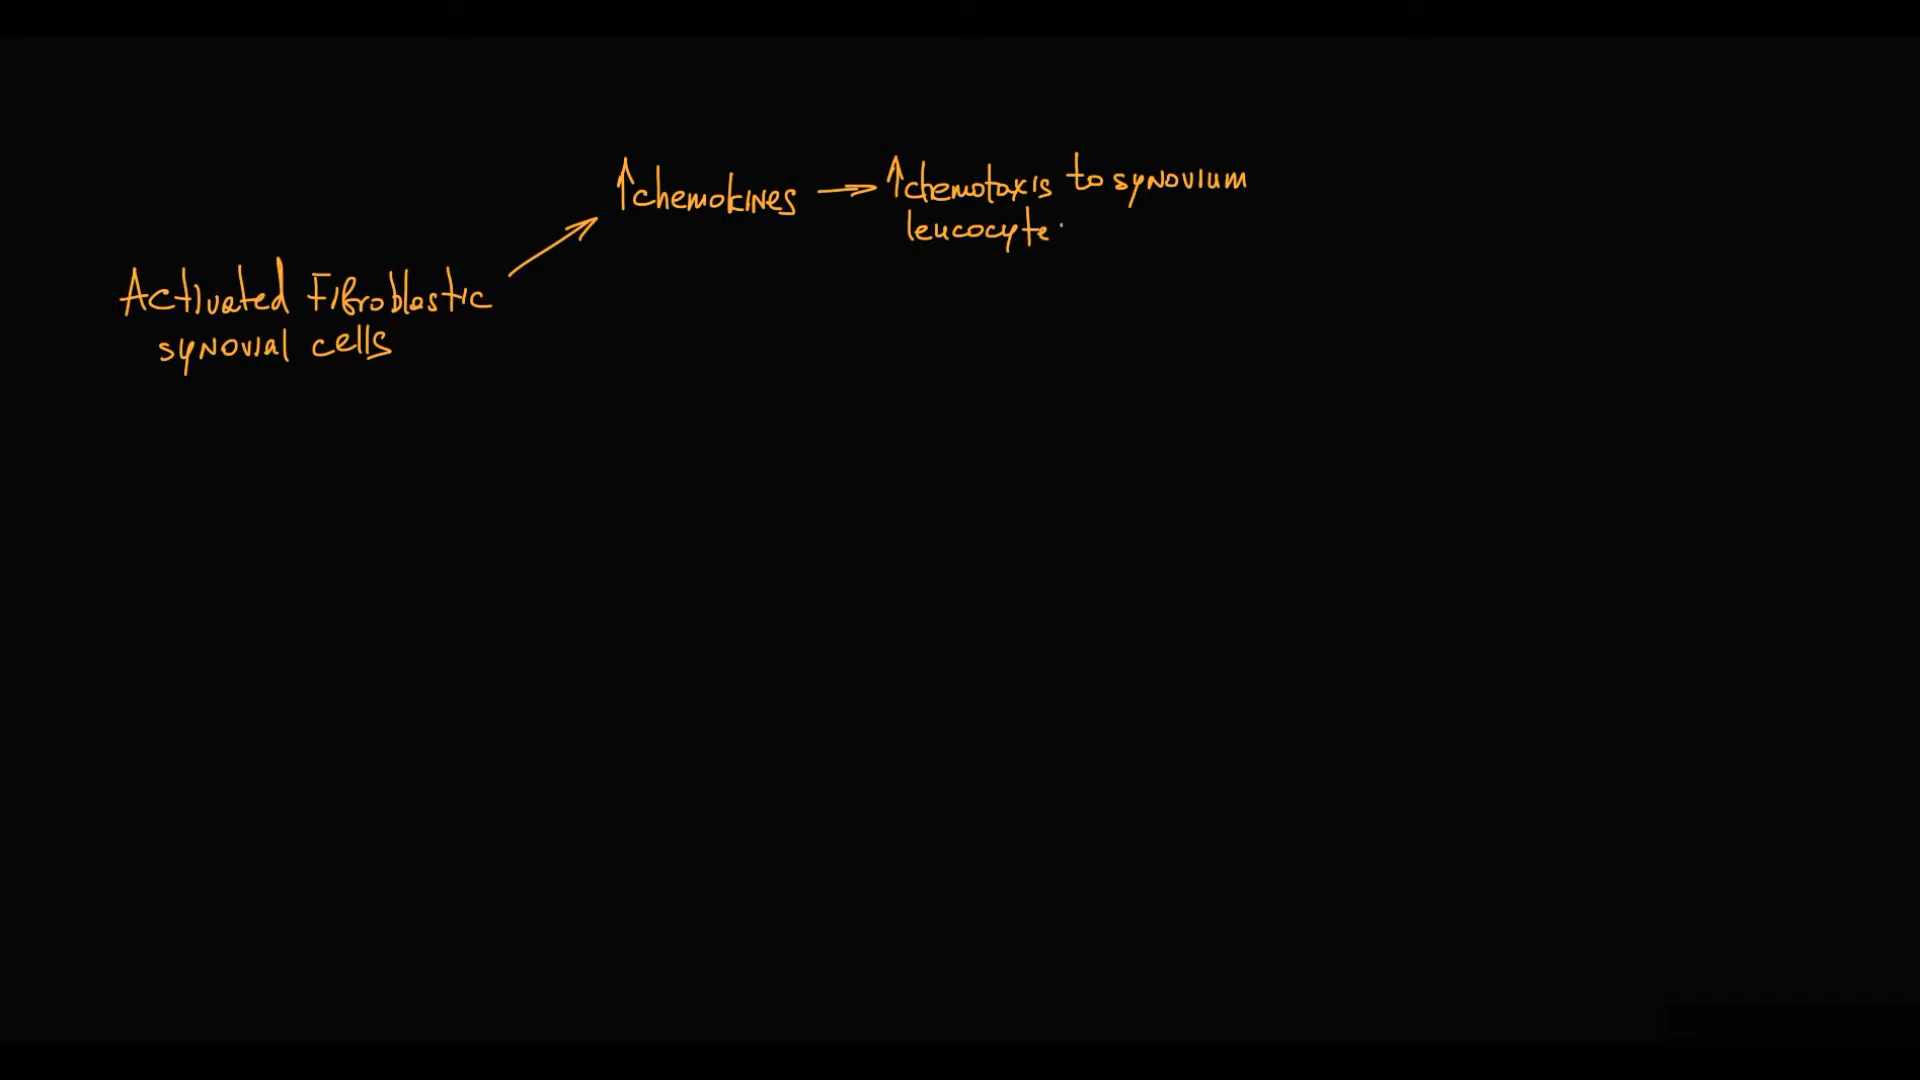 ↑chemokines → ↑chemotaxis to synovium
leucocyte
Activated Fibroblastic
synovial cells